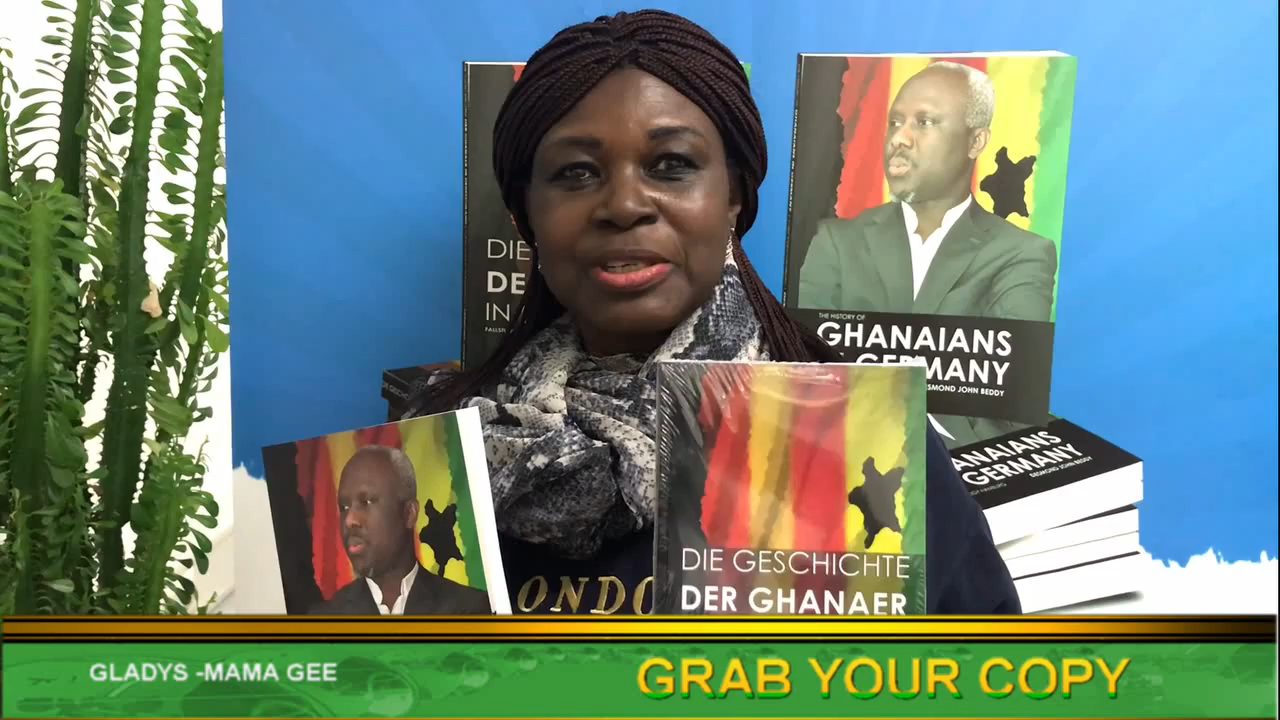 DIE
DE
IN
THE HISTORY OF
GHANAIANS
GERMANY
DESMOND JOHN BEDDY
ANAIANS
GERMANY
DESMOND JOHN BEDDY
ONDO
DIE GESCHICHTE
DER GHANAER
GLADYS -MAMA GEE
GRAB YOUR COPY